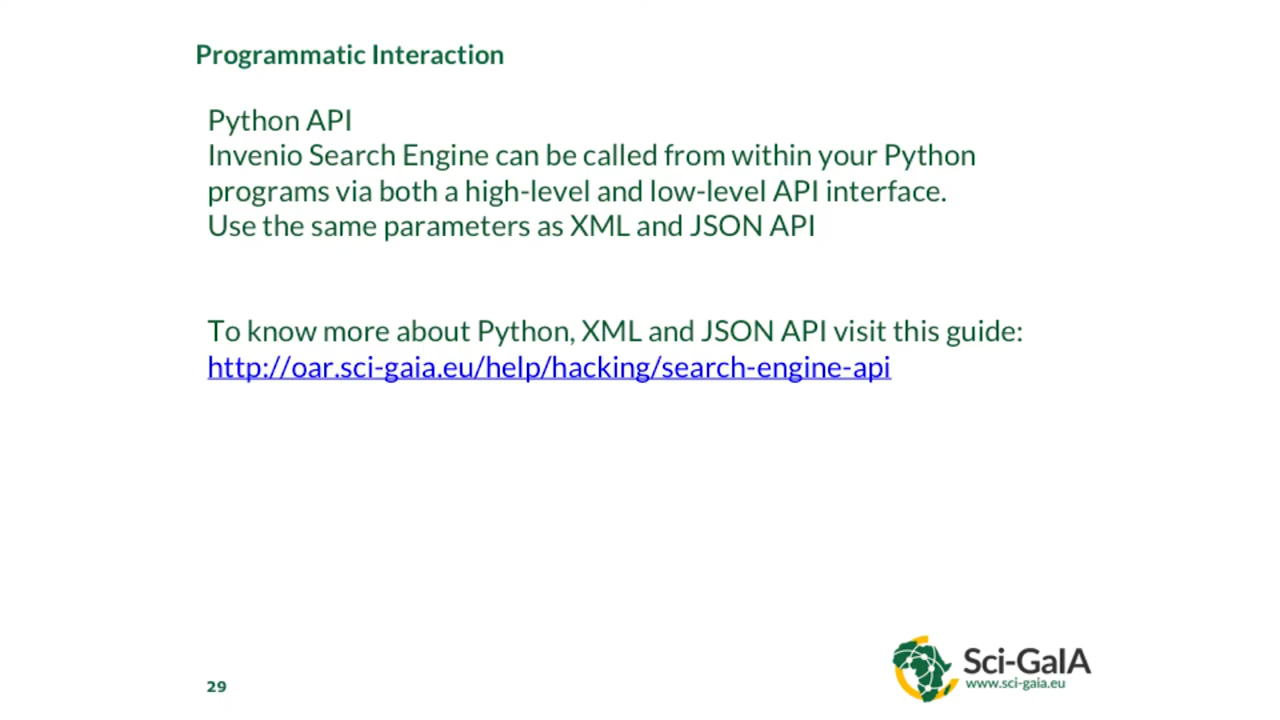 Programmatic Interaction
Python API
Invenio Search Engine can be called from within your Python
programs via both a high-level and low-level API interface.
Use the same parameters as XML and JSON API
To know more about Python, XML and JSON API visit this guide:
http://oar.sci-gaia.eu/help/hacking/search-engine-api
29
Sci-GaIA
www.sci-gaia.eu